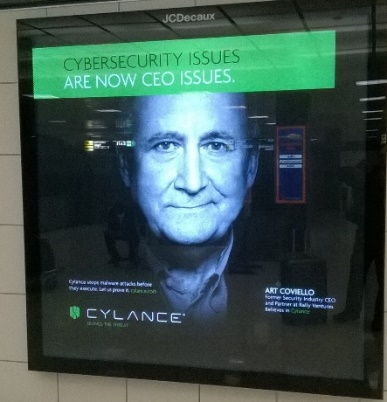 JCDecaux
CYBERSECURITY ISSUES
ARE NOW CEO ISSUES.
Cylance stops malware attacks before
they execute. Let us prove it. cylance.com
CYLANCE
ART COVIELLO
Former Security Industry CEO
and Partner at Rally Ventures
Believes in Cylance